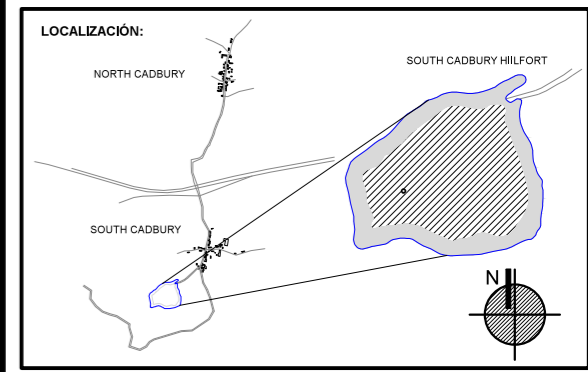 LOCALIZACIÓN:
NORTH CADBURY
SOUTH CADBURY HIILFORT
SOUTH CADBURY
N